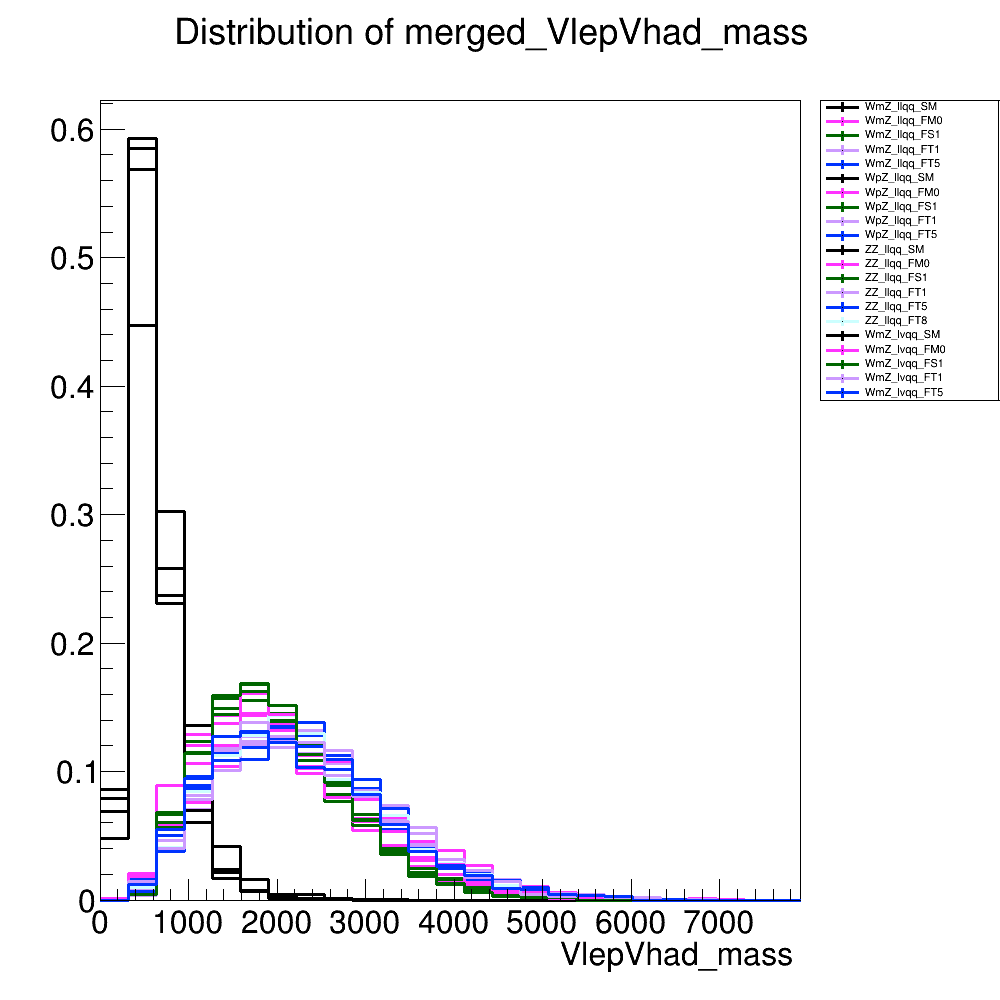 Distribution of merged_VlepVhad_mass
WmZ_llqq_SM
WmZ_llqq_FM0
WmZ_llqq_FS1
WmZ_llqq_FT1
WmZ_llqq_FT5
WpZ_llqq_SM
WpZ_llqq_FM0
WpZ_llqq_FS1
WpZ_llqq_FT1
WpZ_llqq_FT5
ZZ_llqq_SM
ZZ_llqq_FM0
ZZ_llqq_FS1
ZZ_llqq_FT1
ZZ_llqq_FT5
ZZ_llqq_FT8
WmZ_lvqq_SM
WmZ_lvqq_FM0
WmZ_lvqq_FS1
WmZ_lvqq_FT1
WmZ_lvqq_FT5
0.6
0.5
0.4
0.3
0.2
0.1
0
0 1000 2000 3000 4000 5000 6000 7000
VlepVhad_mass